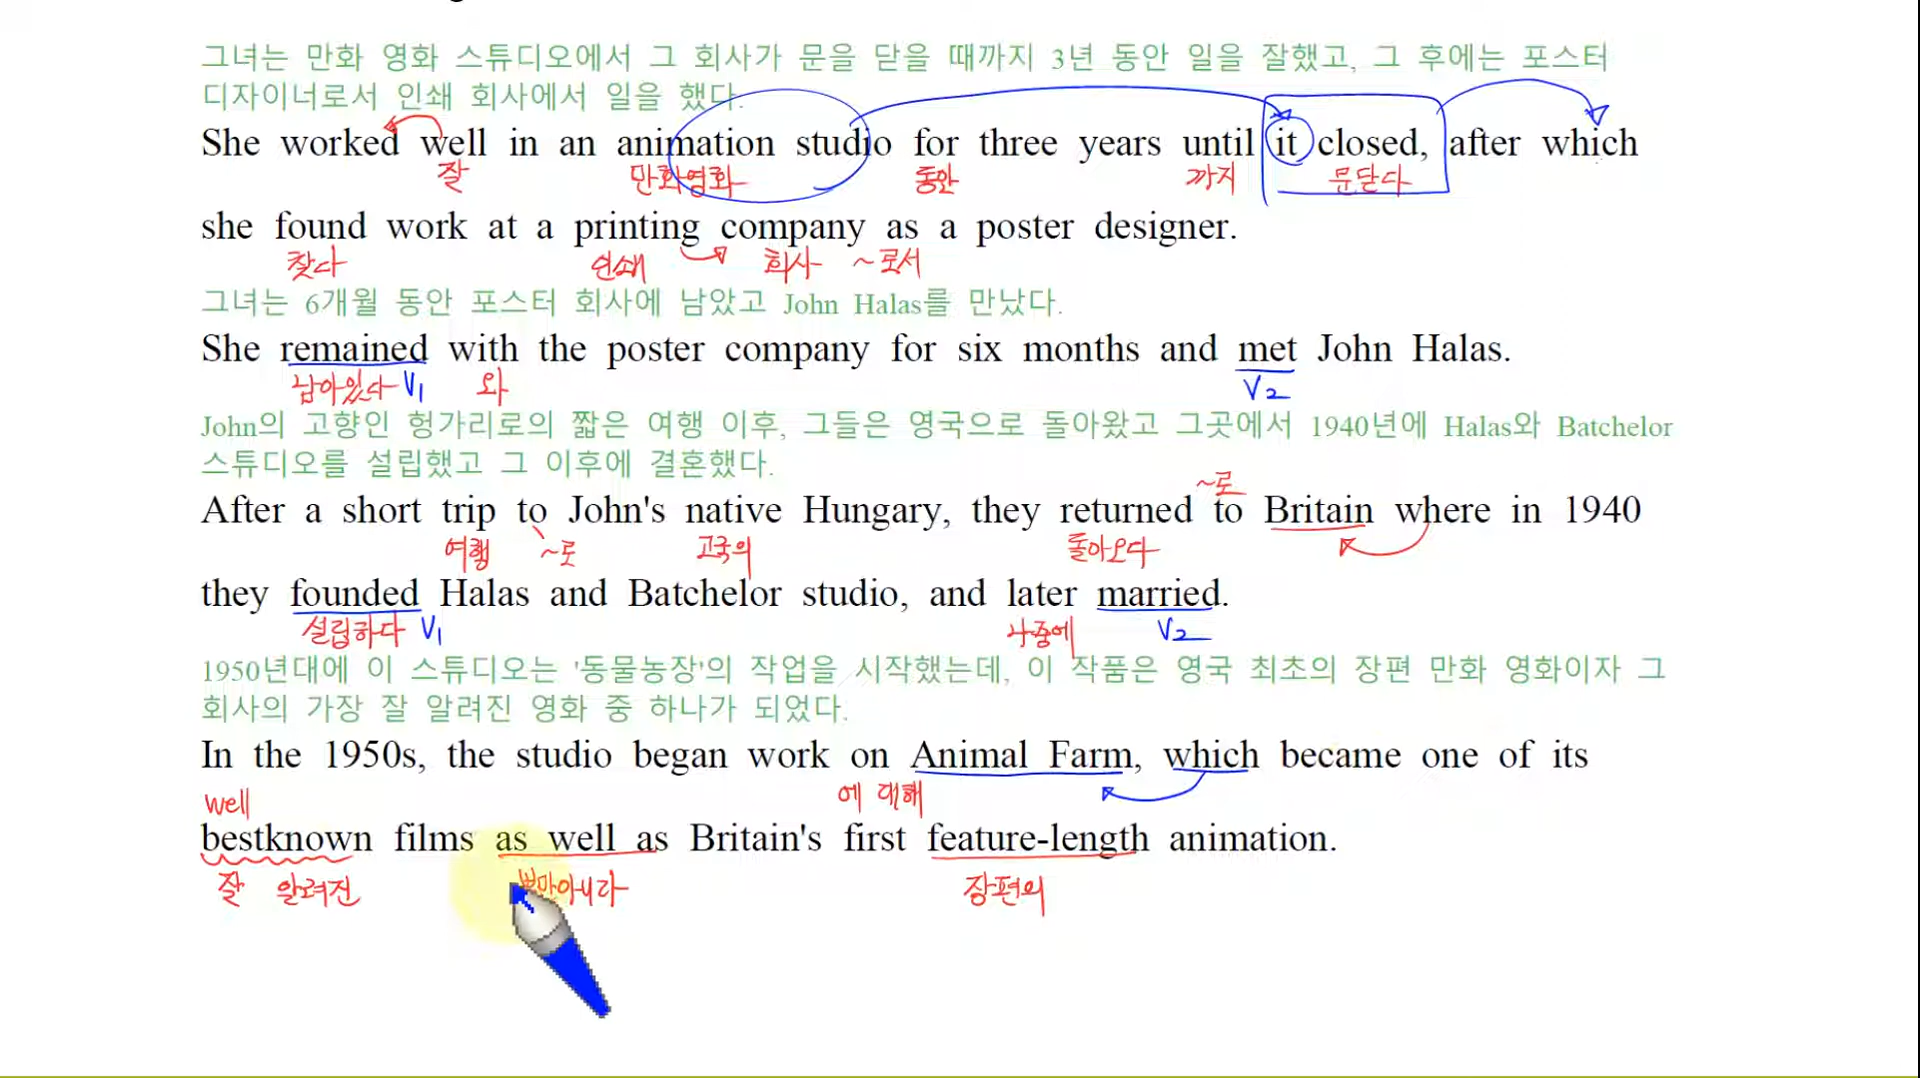 그녀는 만화 영화 스튜디오에서 그 회사가 문을 닫을 때까지 3년 동안 일을 잘했고, 그 후에는 포스터
디자이너로서 인쇄 회사에서 일을 했다.
She worked well in an animation studio for three years until it closed, after which
잘 만화영화 동안 까지 문닫다
she found work at a printing company as a poster designer.
찾다 인쇄 회사 ~로서
그녀는 6개월 동안 포스터 회사에 남았고 John Halas를 만났다.
She remained with the poster company for six months and met John Halas.
남아있다 V1 와 V2
John의 고향인 헝가리로의 짧은 여행 이후, 그들은 영국으로 돌아왔고 그곳에서 1940년에 Halas와 Batchelor
스튜디오를 설립했고 그 이후에 결혼했다.
~로
After a short trip to John's native Hungary, they returned to Britain where in 1940
여행 ~로 고국의 돌아오다
they founded Halas and Batchelor studio, and later married.
설립하다 V1 나중에 V2
1950년대에 이 스튜디오는 '동물농장'의 작업을 시작했는데, 이 작품은 영국 최초의 장편 만화 영화이자 그
회사의 가장 잘 알려진 영화 중 하나가 되었다.
In the 1950s, the studio began work on Animal Farm, which became one of its
well 에 대해
bestknown films as well as Britain's first feature-length animation.
잘 알려진 뿐만아니라 장편의